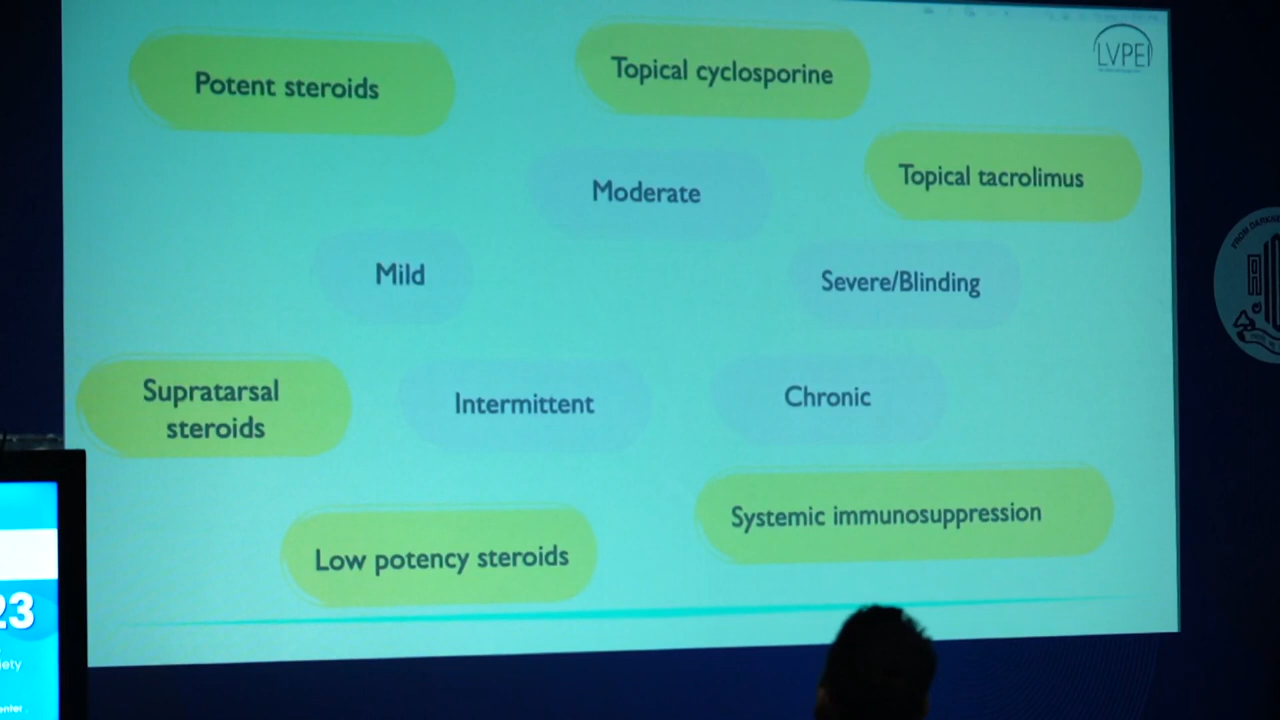 LVPEI
Potent steroids
Topical cyclosporine
Topical tacrolimus
Moderate
Mild
Severe/Blinding
Supratarsal
steroids
Intermittent
Chronic
Systemic immunosuppression
Low potency steroids
23